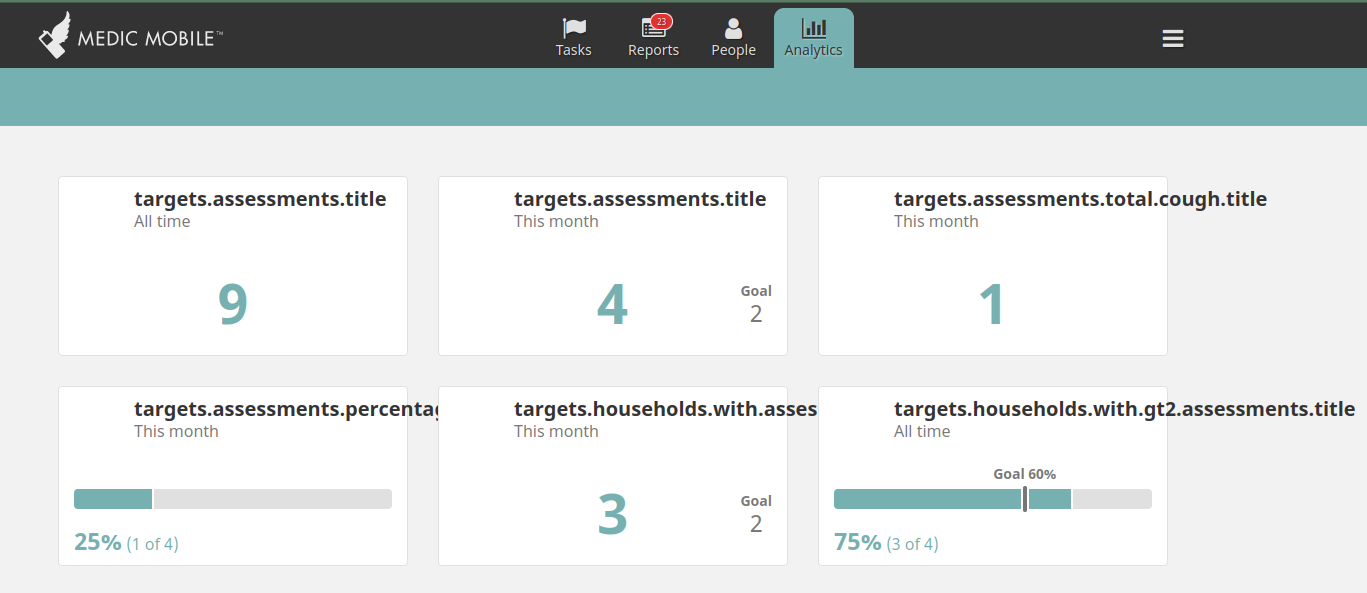 MEDIC MOBILE™
Tasks
23
Reports
People
Analytics
targets.assessments.title
All time
9
targets.assessments.title
This month
4
Goal
2
targets.assessments.total.cough.title
This month
1
targets.assessments.percentag
This month
25% (1 of 4)
targets.households.with.asses
This month
3
Goal
2
targets.households.with.gt2.assessments.title
All time
Goal 60%
75% (3 of 4)